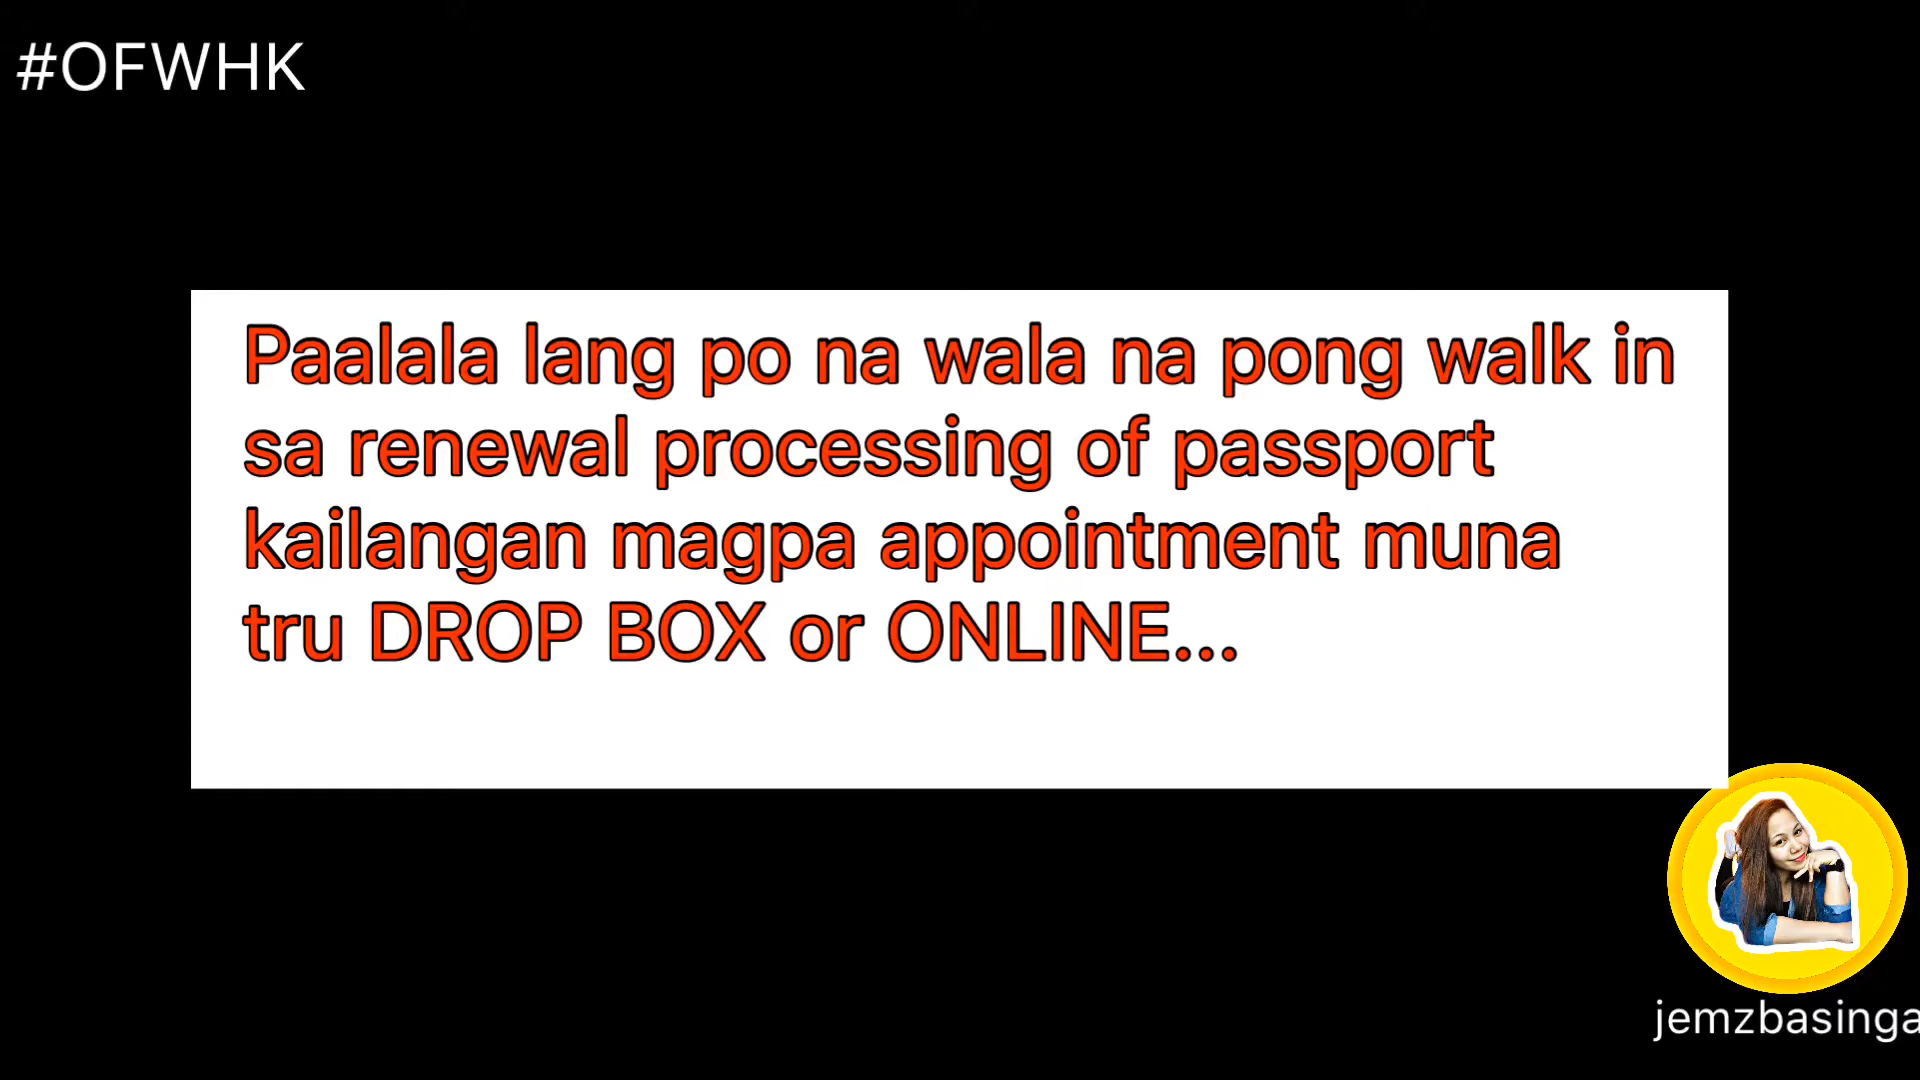 #OFWHK
Paalala lang po na wala na pong walk in
sa renewal processing of passport
kailangan magpa appointment muna
tru DROP BOX or ONLINE...
jemzbasinga